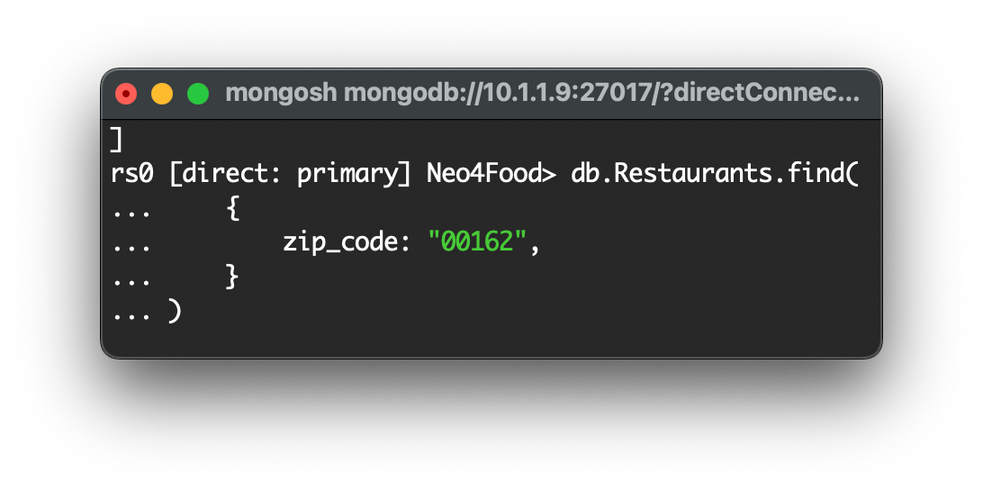 mongosh mongodb://10.1.1.9:27017/?directConnec...
]
rs0 [direct: primary] Neo4Food> db.Restaurants.find(
...     {
...         zip_code: "00162",
...     }
... )